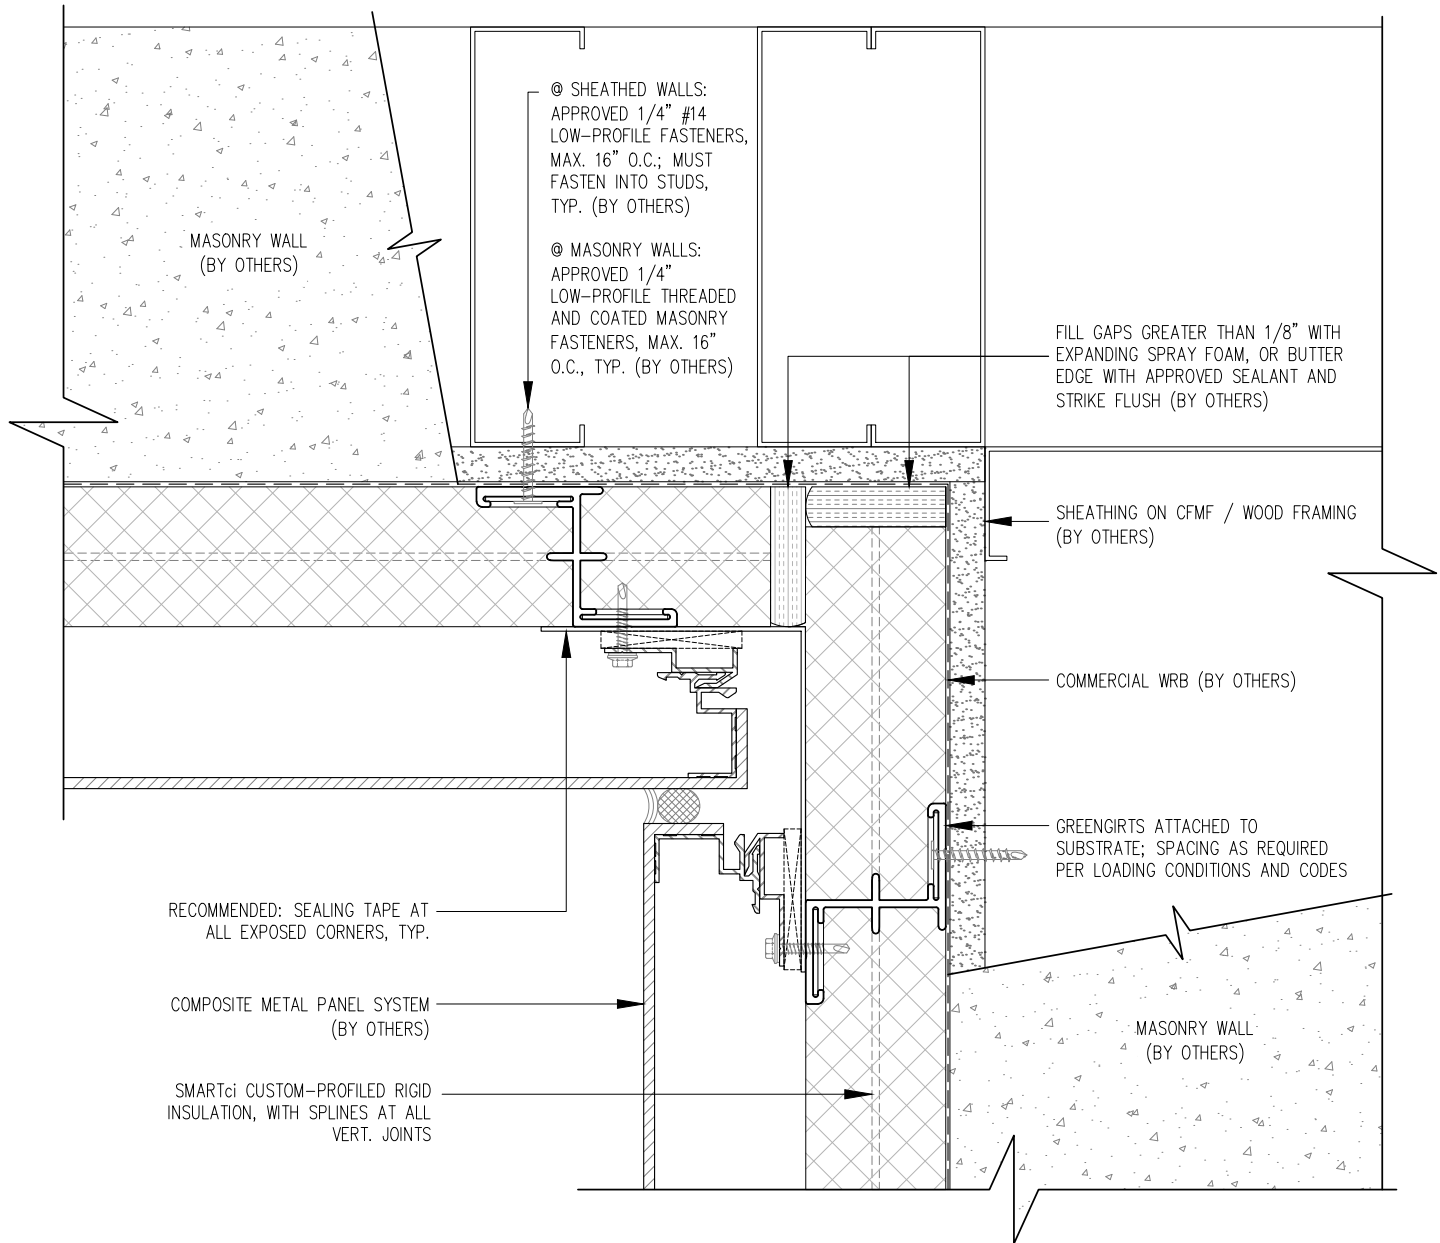 @ SHEATHED WALLS:
APPROVED 1/4" #14
LOW-PROFILE FASTENERS,
MAX. 16" O.C.; MUST
FASTEN INTO STUDS,
TYP. (BY OTHERS)
@ MASONRY WALLS:
APPROVED 1/4"
LOW-PROFILE THREADED
AND COATED MASONRY
FASTENERS, MAX. 16"
O.C., TYP. (BY OTHERS)
MASONRY WALL
(BY OTHERS)
FILL GAPS GREATER THAN 1/8" WITH
EXPANDING SPRAY FOAM, OR BUTTER
EDGE WITH APPROVED SEALANT AND
STRIKE FLUSH (BY OTHERS)
SHEATHING ON CFMF / WOOD FRAMING
(BY OTHERS)
COMMERCIAL WRB (BY OTHERS)
GREENGIRTS ATTACHED TO
SUBSTRATE; SPACING AS REQUIRED
PER LOADING CONDITIONS AND CODES
RECOMMENDED: SEALING TAPE AT
ALL EXPOSED CORNERS, TYP.
COMPOSITE METAL PANEL SYSTEM
(BY OTHERS)
MASONRY WALL
(BY OTHERS)
SMARTci CUSTOM-PROFILED RIGID
INSULATION, WITH SPLINES AT ALL
VERT. JOINTS